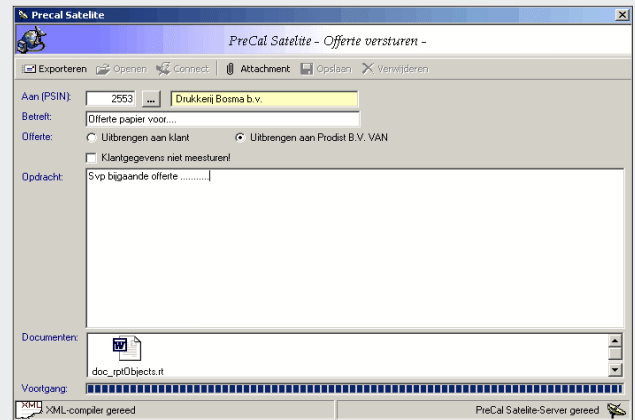 Precal Satelite
PreCal Satelite - Offerte versturen -
Exporteren Openen Connect Attachment Opslaan Verwijderen
Aan (PSIN): 2553 ... Drukkerij Bosma b.v.
Betreft: Offerte papier voor....
Offerte: Uitbrengen aan klant Uitbrengen aan Prodist B.V. VAN
Klantgegevens niet meesturen!
Opdracht: Svp bijgaande offerte ...........
Documenten:
W
doc_rptObjects.rt
Voortgang:
XML XML-compiler gereed PreCal Satelite-Server gereed